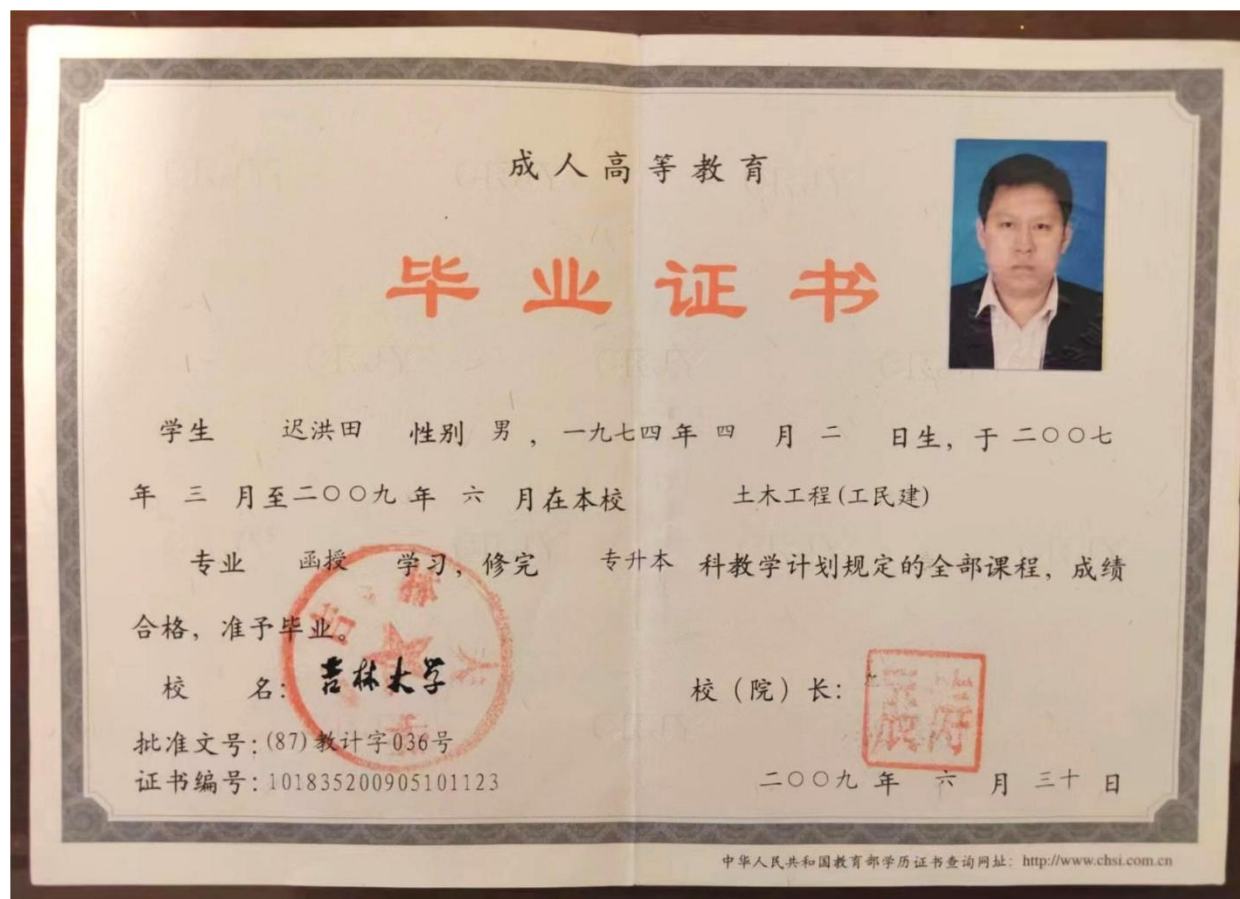 成人高等教育
毕业证书
学生 迟洪田 性别 男，一九七四年 四 月 二 日生，于二〇〇七
年 三 月至二〇〇九年 六 月在本校 土木工程(工民建)
专业 函授 学习，修完 专升本 科教学计划规定的全部课程，成绩
合格，准予毕业。
校 名：吉林大学
校（院）长：
批准文号：(87)教计字036号
证书编号：101835200905101123
二〇〇九 年 六 月 三十 日
中华人民共和国教育部学历证书查询网址：http://www.chsi.com.cn